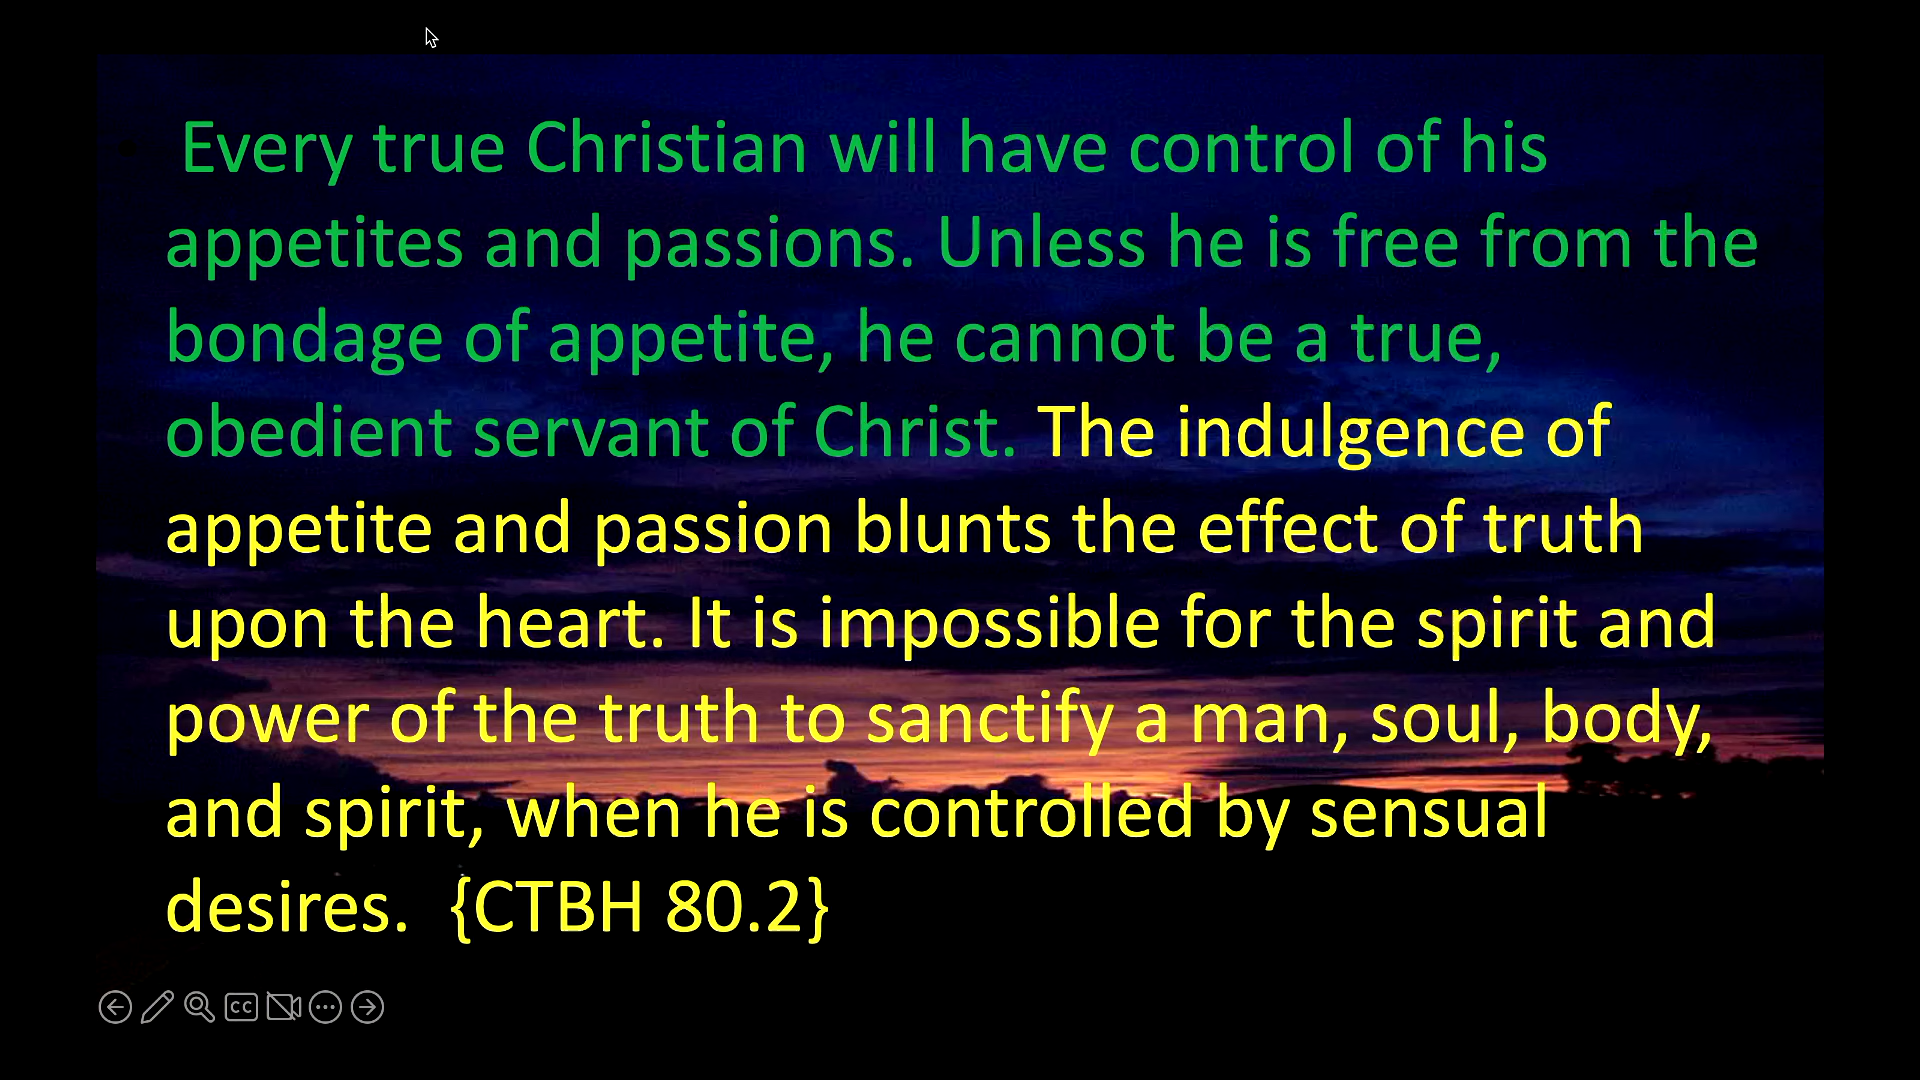 Every true Christian will have control of his
appetites and passions. Unless he is free from the
bondage of appetite, he cannot be a true,
obedient servant of Christ. The indulgence of
appetite and passion blunts the effect of truth
upon the heart. It is impossible for the spirit and
power of the truth to sanctify a man, soul, body,
and spirit, when he is controlled by sensual
desires. {CTBH 80.2}
CC